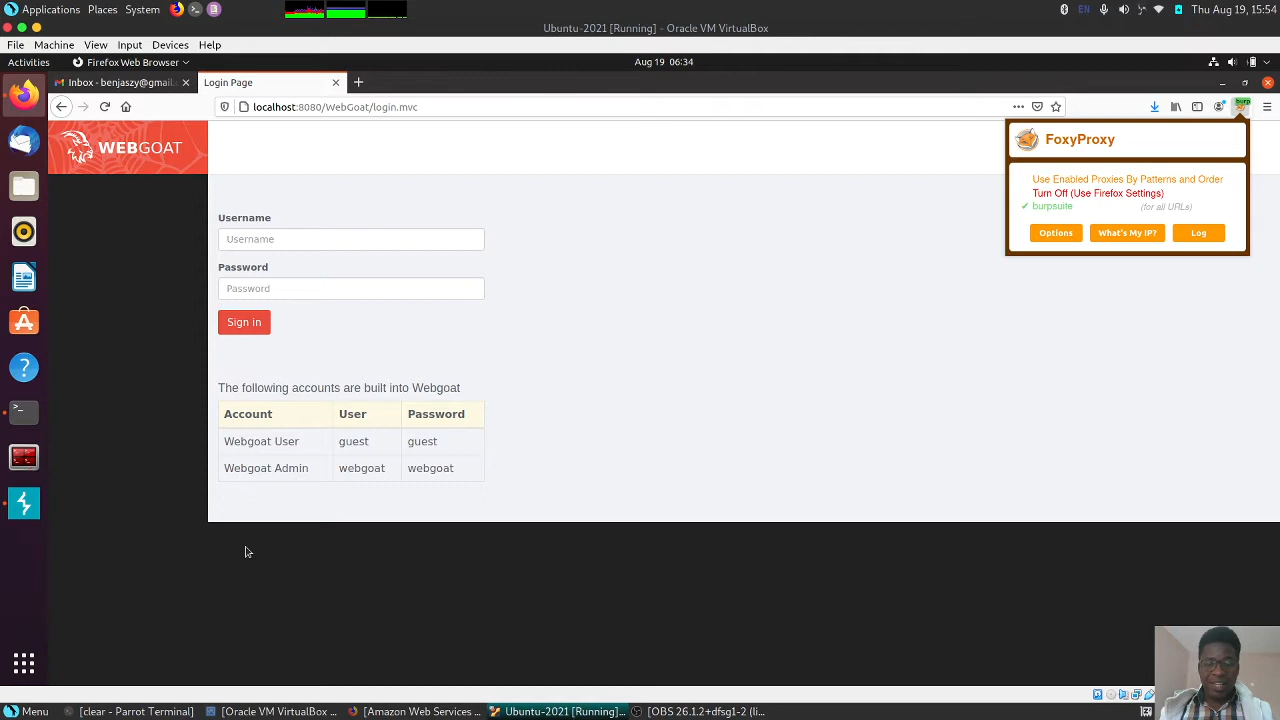 Applications Places System
EN
Thu Aug 19, 15:54
Ubuntu-2021 [Running] - Oracle VM VirtualBox
File Machine View Input Devices Help
Activities Firefox Web Browser Aug 19 06:34
Inbox - benjaszy@gmail. Login Page
localhost:8080/WebGoat/login.mvc
burp
WEBGOAT
FoxyProxy
Use Enabled Proxies By Patterns and Order
Turn Off (Use Firefox Settings)
burpsuite (for all URLs)
Options What's My IP? Log
Username
Username
Password
Password
Sign in
The following accounts are built into Webgoat
Account User Password
Webgoat User guest guest
Webgoat Admin webgoat webgoat
Menu [clear - Parrot Terminal] [Oracle VM VirtualBox ... [Amazon Web Services ... Ubuntu-2021 [Running]... [OBS 26.1.2+dfsg1-2 (li...